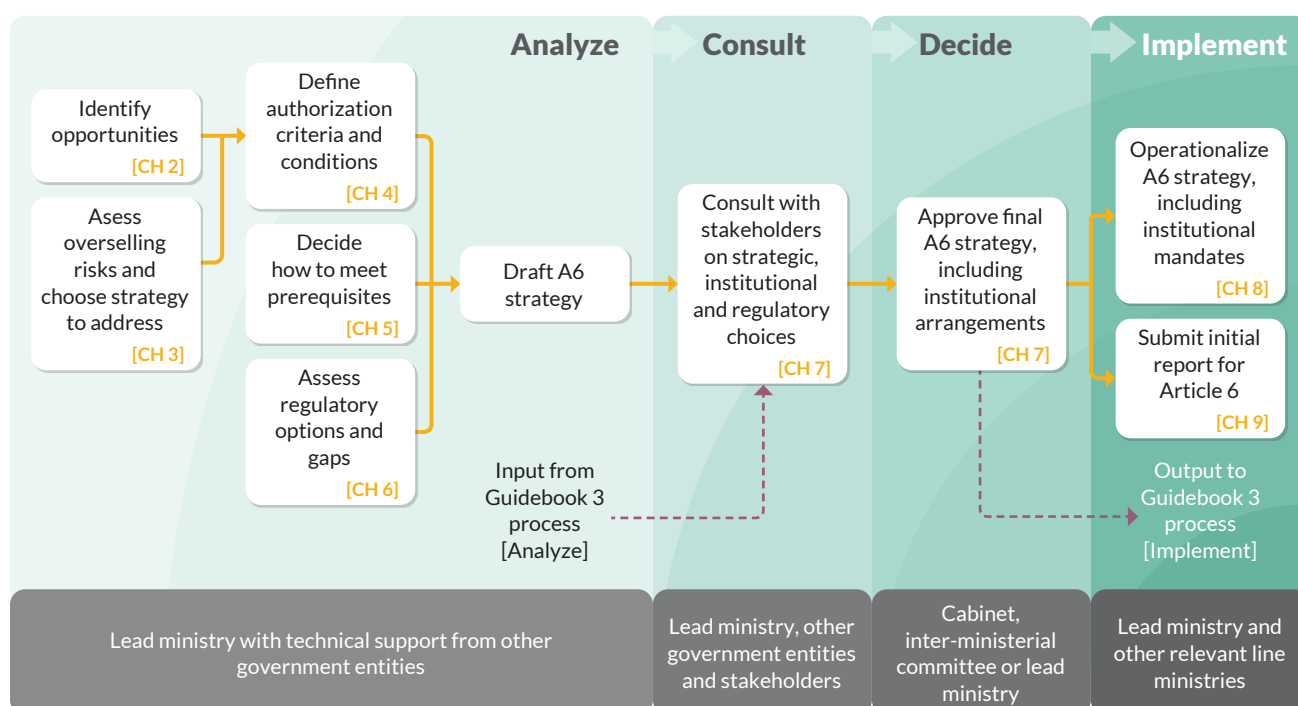 Analyze
Consult
Decide
Implement
Identify
opportunities
[CH 2]
Asess
overselling
risks and
choose strategy
to address
[CH 3]
Define
authorization
criteria and
conditions
[CH 4]
Decide
how to meet
prerequisites
[CH 5]
Assess
regulatory
options and
gaps
[CH 6]
Draft A6
strategy
Input from
Guidebook 3
process
[Analyze]
Consult with
stakeholders
on strategic,
institutional
and regulatory
choices
[CH 7]
Approve final
A6 strategy,
including
institutional
arrangements
[CH 7]
Operationalize
A6 strategy,
including
institutional
mandates
[CH 8]
Submit initial
report for
Article 6
[CH 9]
Output to
Guidebook 3
process
[Implement]
Lead ministry with technical support from other
government entities
Lead ministry, other
government entities
and stakeholders
Cabinet,
inter-ministerial
committee or lead
ministry
Lead ministry and
other relevant line
ministries